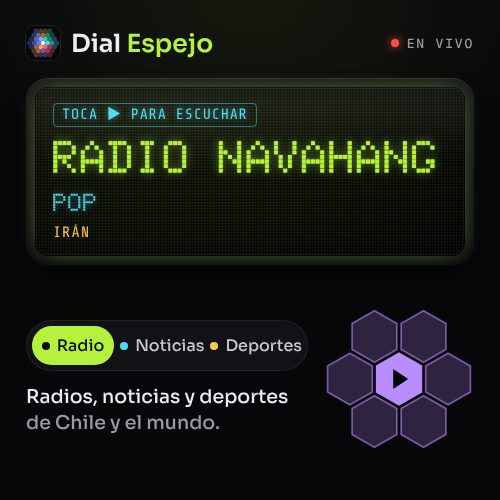 Dial Espejo
EN VIVO
TOCA ▶ PARA ESCUCHAR
RADIO NAVAHANG
POP
IRÁN
Radio
Noticias
Deportes
Radios, noticias y deportes
de Chile y el mundo.